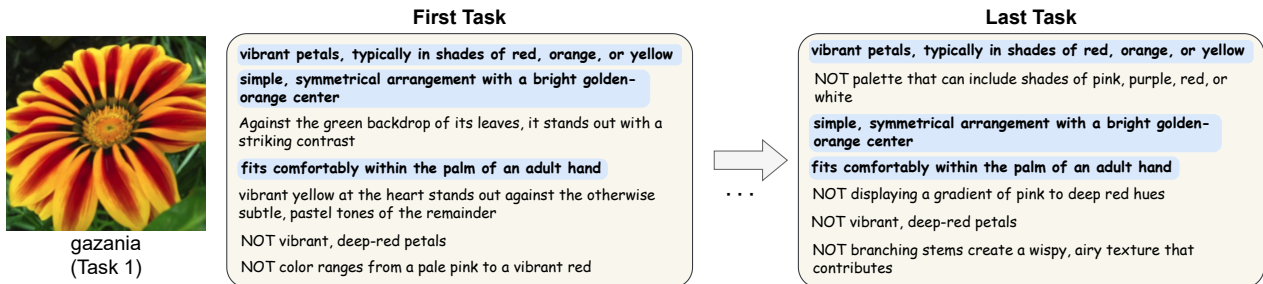 First Task
Last Task
vibrant petals, typically in shades of red, orange, or yellow
simple, symmetrical arrangement with a bright golden-
orange center
Against the green backdrop of its leaves, it stands out with a
striking contrast
fits comfortably within the palm of an adult hand
vibrant yellow at the heart stands out against the otherwise
subtle, pastel tones of the remainder
NOT vibrant, deep-red petals
NOT color ranges from a pale pink to a vibrant red
. . .
vibrant petals, typically in shades of red, orange, or yellow
NOT palette that can include shades of pink, purple, red, or
white
simple, symmetrical arrangement with a bright golden-
orange center
fits comfortably within the palm of an adult hand
NOT displaying a gradient of pink to deep red hues
NOT vibrant, deep-red petals
NOT branching stems create a wispy, airy texture that
contributes
gazania
(Task 1)